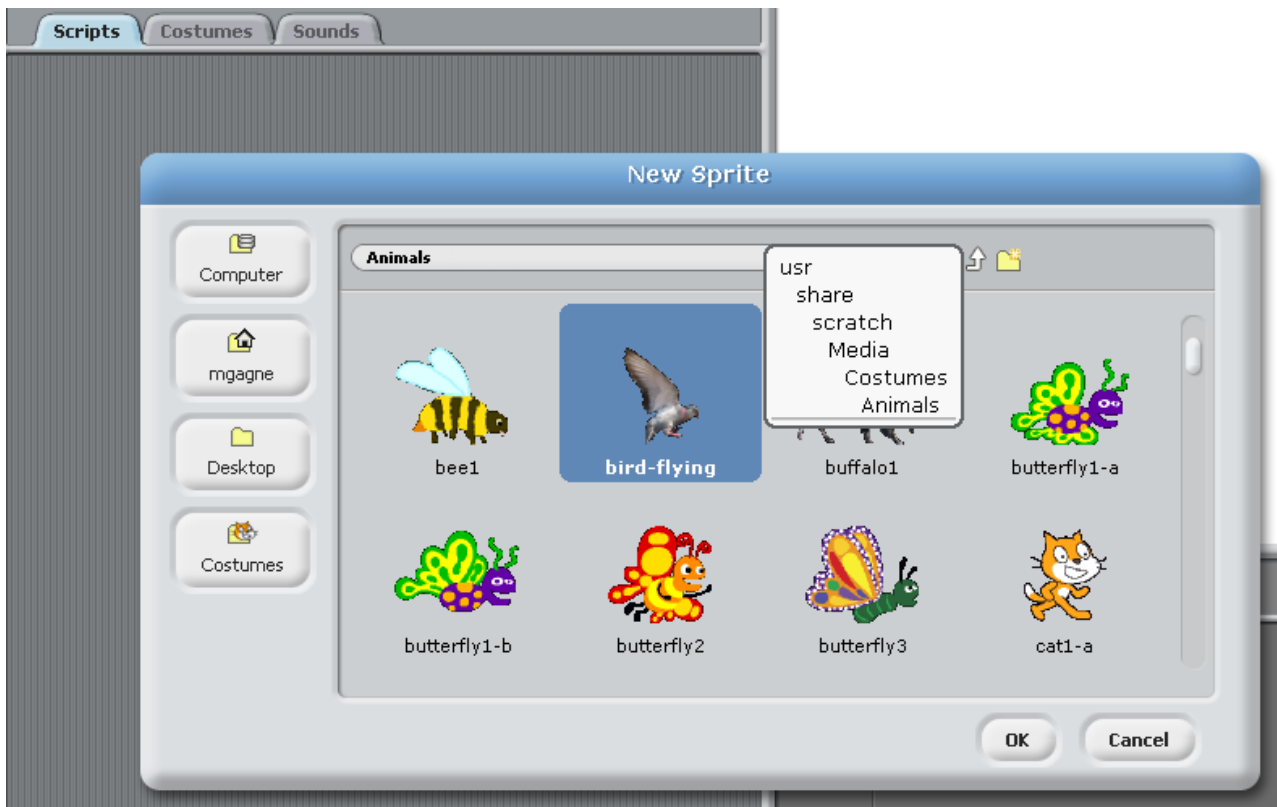 Scripts Costumes Sounds
New Sprite
Computer
mgagne
Desktop
Costumes
Animals
usr
share
scratch
Media
Costumes
Animals
bee1 bird-flying buffalo1 butterfly1-a
butterfly1-b butterfly2 butterfly3 cat1-a
OK Cancel